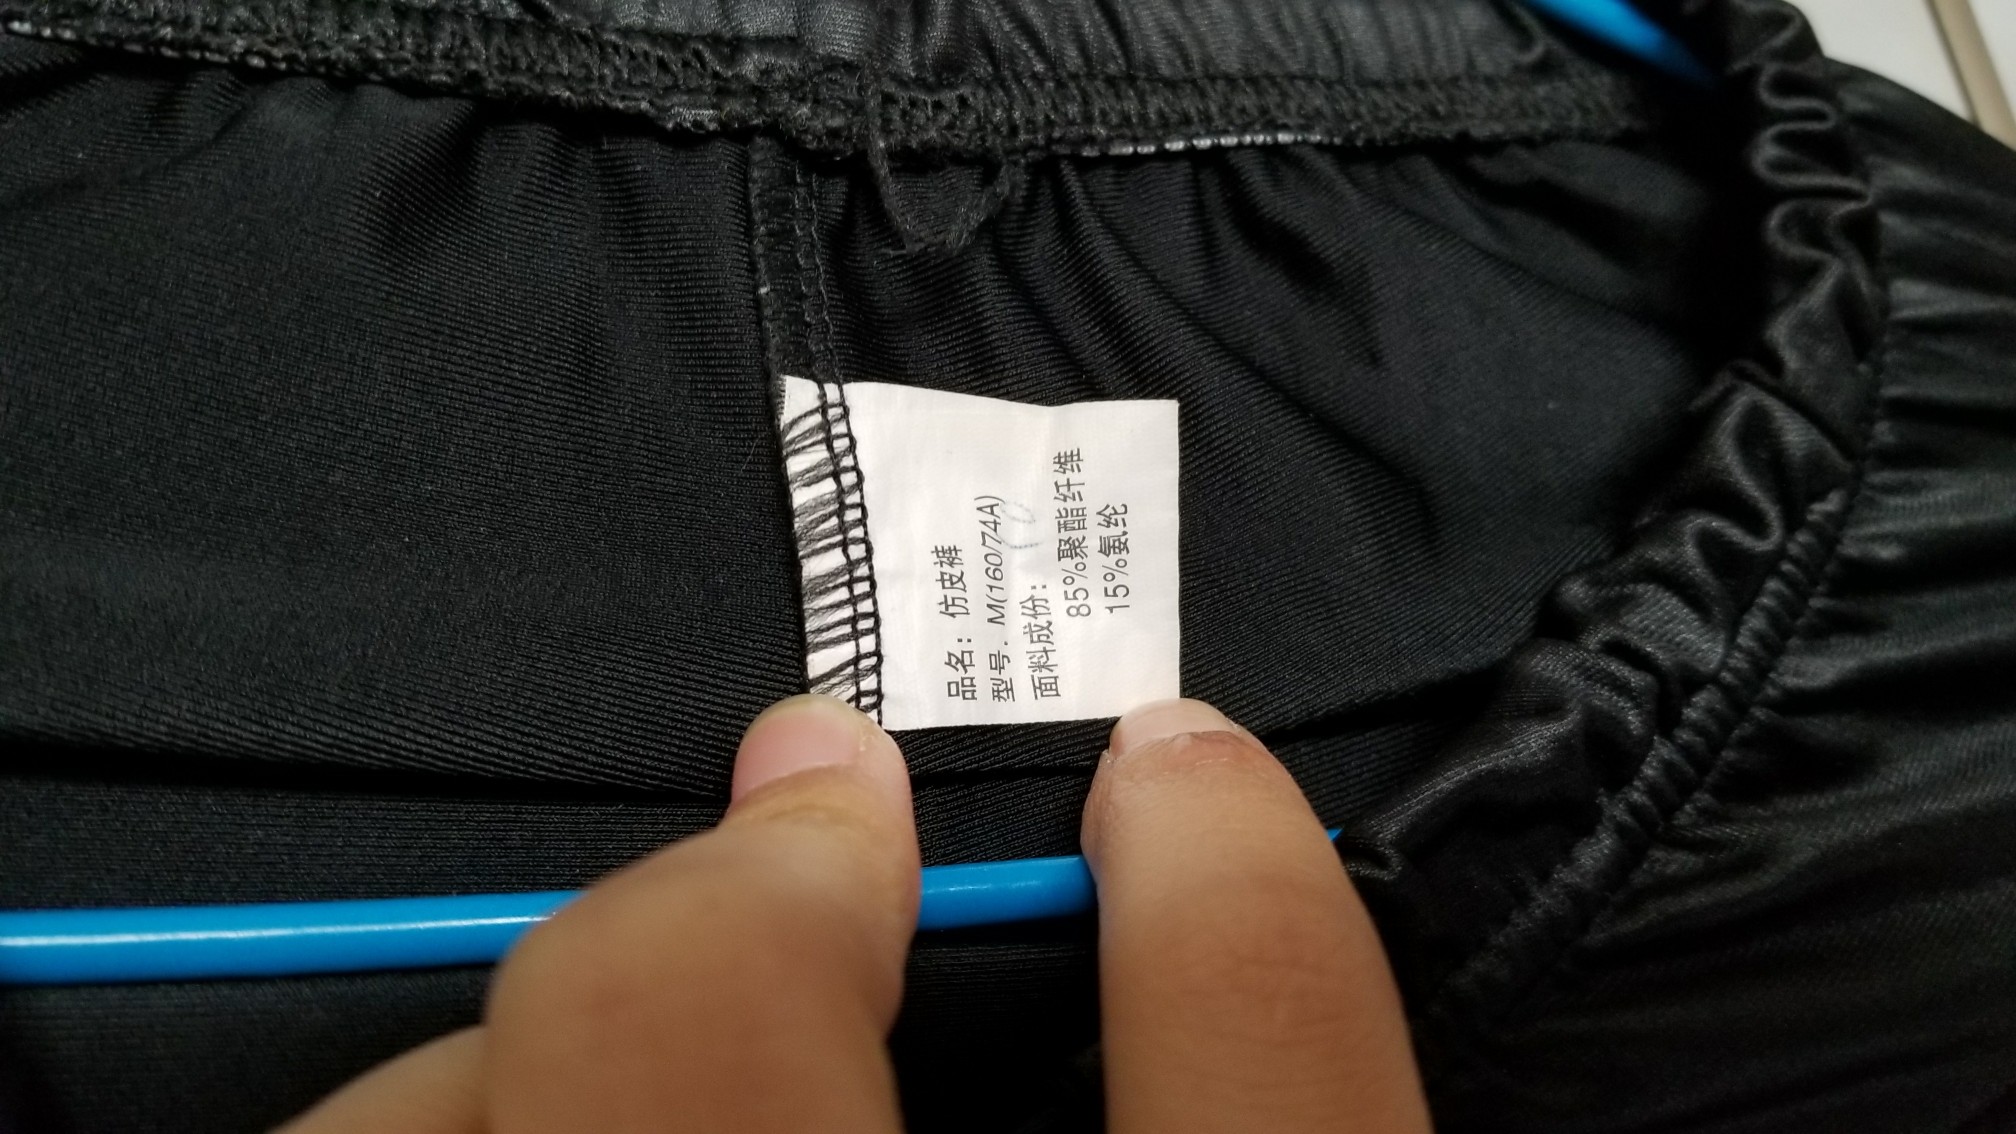 品名：仿皮裤
型号．M(160/74A)
面料成份：
85%聚酯纤维
15%氨纶